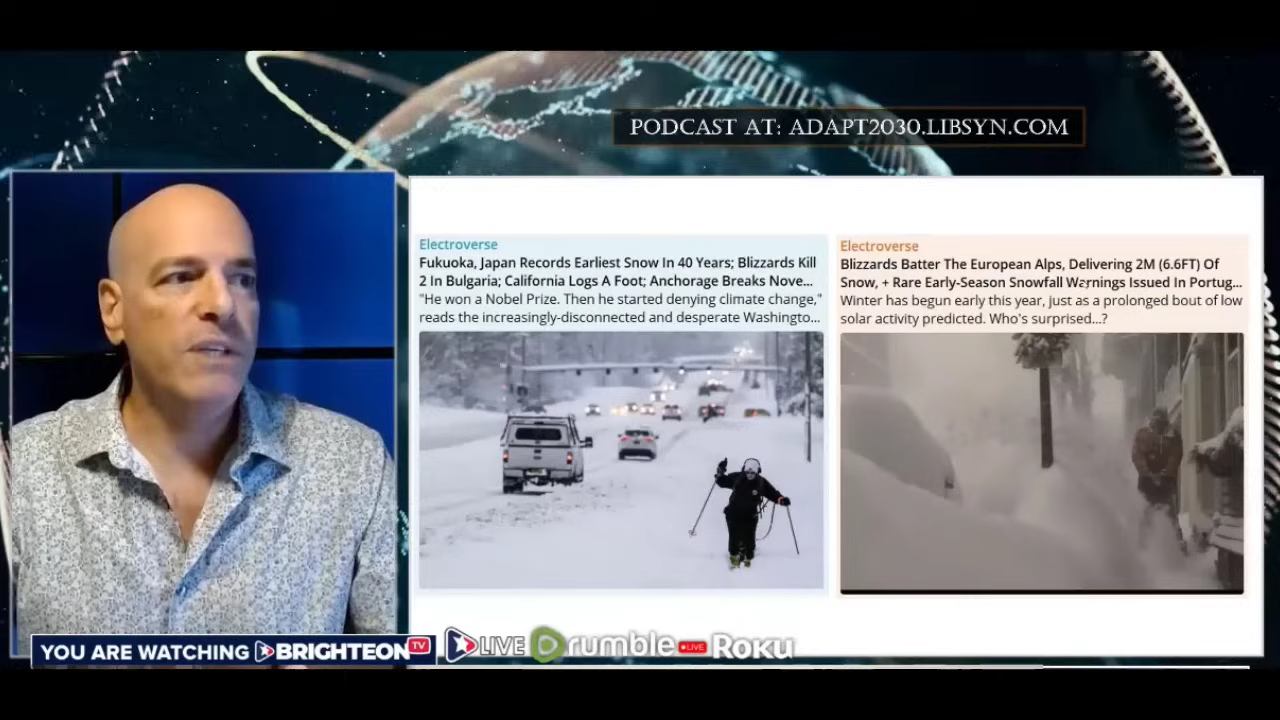 PODCAST AT: ADAPT2030.LIBSYN.COM
Electroverse
Fukuoka, Japan Records Earliest Snow In 40 Years; Blizzards Kill
2 In Bulgaria; California Logs A Foot; Anchorage Breaks Nove...
"He won a Nobel Prize. Then he started denying climate change,"
reads the increasingly-disconnected and desperate Washingto...
Electroverse
Blizzards Batter The European Alps, Delivering 2M (6.6FT) Of
Snow, + Rare Early-Season Snowfall Warnings Issued In Portug...
Winter has begun early this year, just as a prolonged bout of low
solar activity predicted. Who's surprised...?
YOU ARE WATCHING BRIGHTEON TV LIVE rumble LIVE ROKU